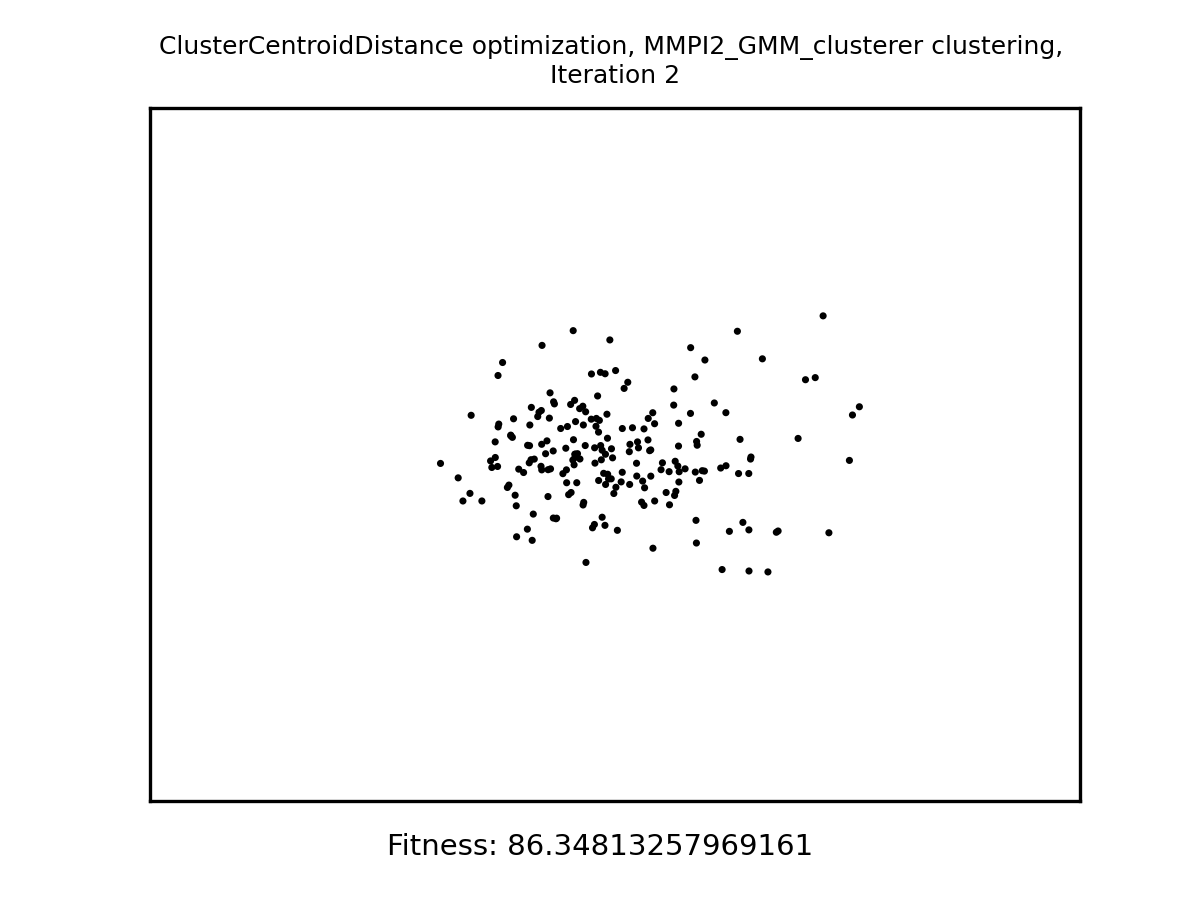 ClusterCentroidDistance optimization, MMPI2_GMM_clusterer clustering,
Iteration 2
Fitness: 86.34813257969161